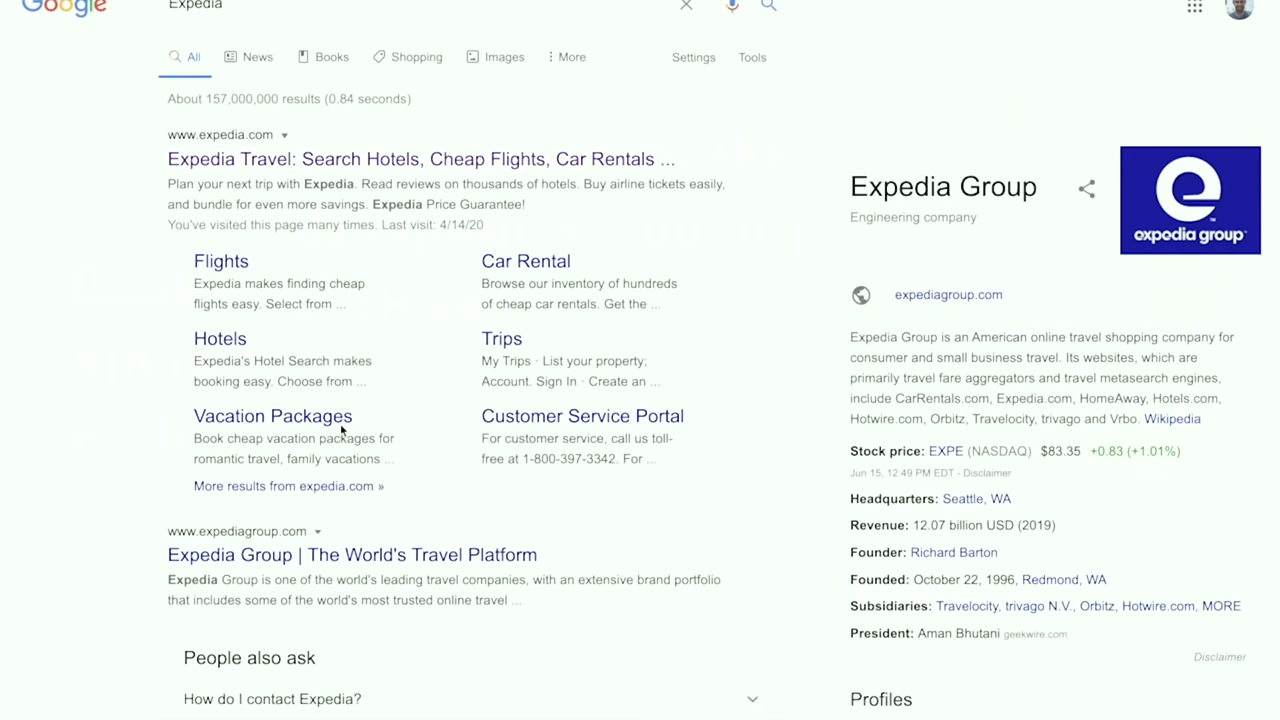 Google
Expedia
All
News
Books
Shopping
Images
More
Settings
Tools
About 157,000,000 results (0.84 seconds)
www.expedia.com
Expedia Travel: Search Hotels, Cheap Flights, Car Rentals ...
Plan your next trip with Expedia. Read reviews on thousands of hotels. Buy airline tickets easily,
and bundle for even more savings. Expedia Price Guarantee!
You've visited this page many times. Last visit: 4/14/20
Flights
Expedia makes finding cheap
flights easy. Select from ...
Car Rental
Browse our inventory of hundreds
of cheap car rentals. Get the ...
Hotels
Expedia's Hotel Search makes
booking easy. Choose from ...
Trips
My Trips · List your property;
Account. Sign In · Create an ...
Vacation Packages
Book cheap vacation packages for
romantic travel, family vacations ...
Customer Service Portal
For customer service, call us toll-
free at 1-800-397-3342. For ...
More results from expedia.com »
www.expediagroup.com
Expedia Group | The World's Travel Platform
Expedia Group is one of the world's leading travel companies, with an extensive brand portfolio
that includes some of the world's most trusted online travel ...
People also ask
How do I contact Expedia?
Expedia Group
Engineering company
expedia group™
expediagroup.com
Expedia Group is an American online travel shopping company for
consumer and small business travel. Its websites, which are
primarily travel fare aggregators and travel metasearch engines,
include CarRentals.com, Expedia.com, HomeAway, Hotels.com,
Hotwire.com, Orbitz, Travelocity, trivago and Vrbo. Wikipedia
Stock price: EXPE (NASDAQ) $83.35 +0.83 (+1.01%)
Jun 15, 12:49 PM EDT - Disclaimer
Headquarters: Seattle, WA
Revenue: 12.07 billion USD (2019)
Founder: Richard Barton
Founded: October 22, 1996, Redmond, WA
Subsidiaries: Travelocity, trivago N.V., Orbitz, Hotwire.com, MORE
President: Aman Bhutani geekwire.com
Disclaimer
Profiles